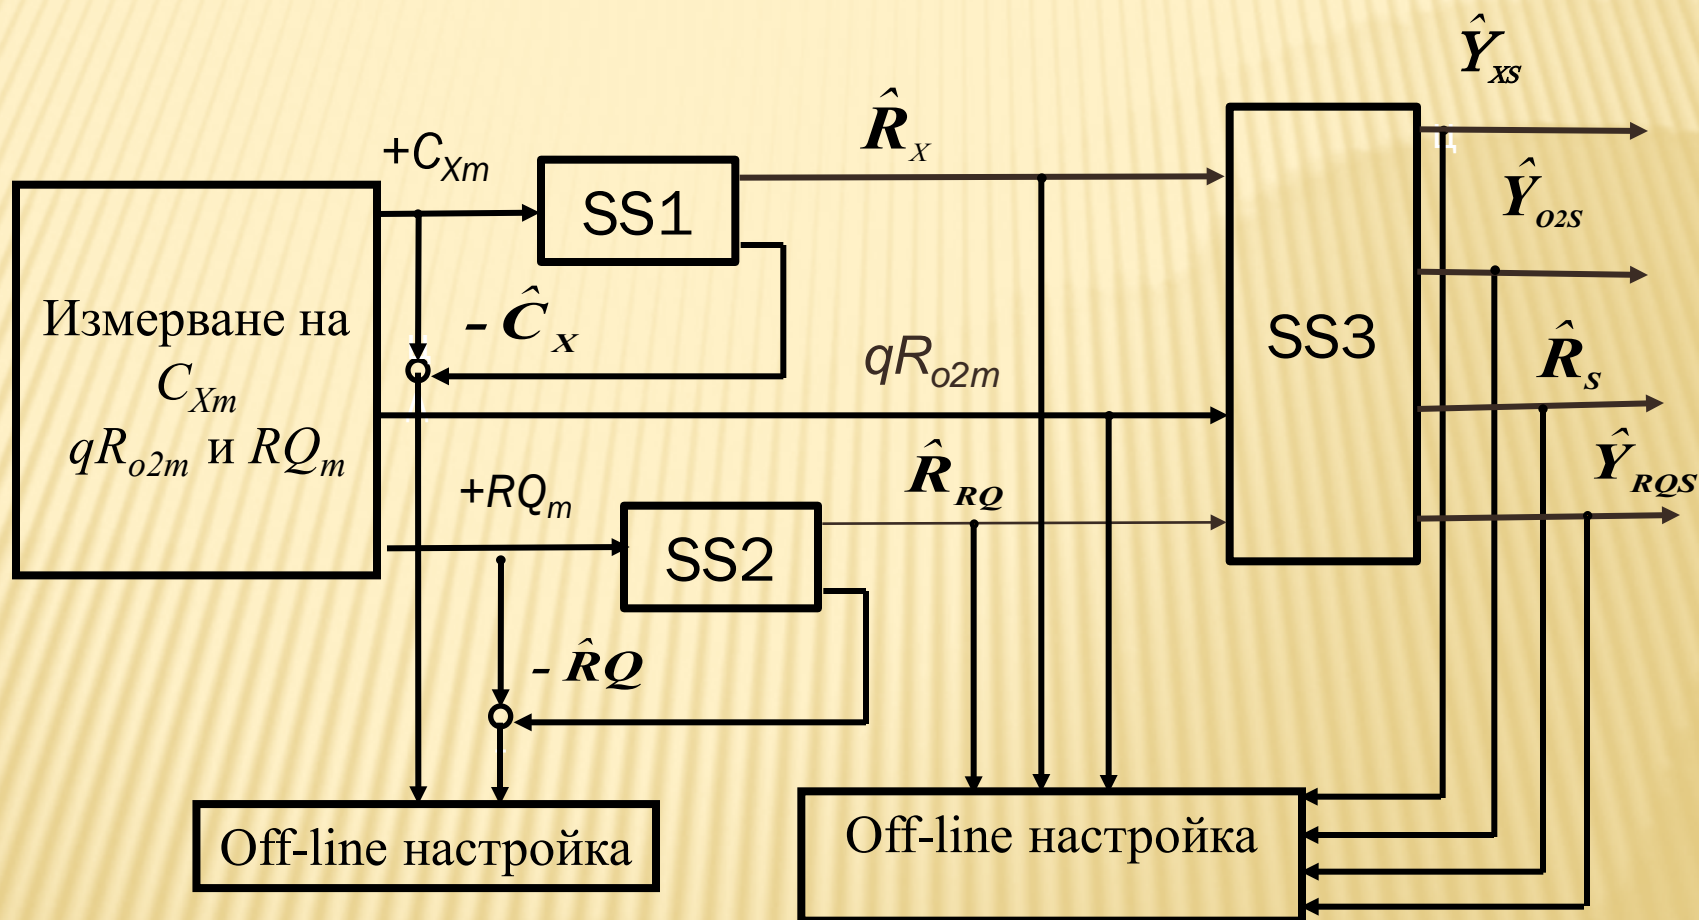 Ŷ_XS
R̂_X
+C_Xm
SS1
Ŷ_O2S
Измерване на
C_Xm
qR_o2m и RQ_m
- Ĉ_X
qR_o2m
SS3
R̂_S
Ŷ_RQS
R̂_RQ
+RQ_m
SS2
- R̂Q
Off-line настройка
Off-line настройка